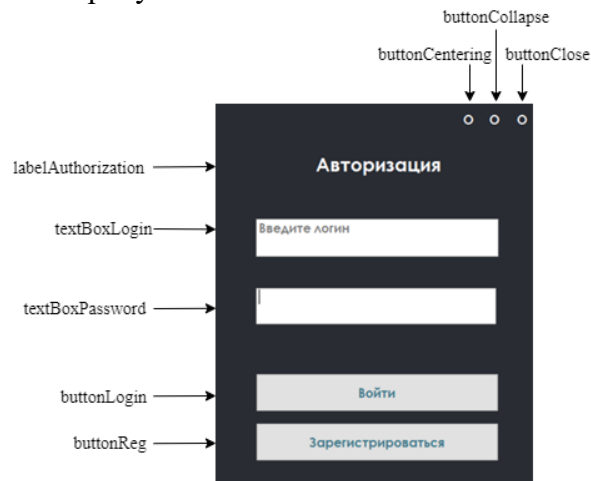 buttonCollapse
buttonCentering buttonClose
labelAuthorization
Авторизация
textBoxLogin
Введите логин
textBoxPassword
buttonLogin
Войти
buttonReg
Зарегистрироваться